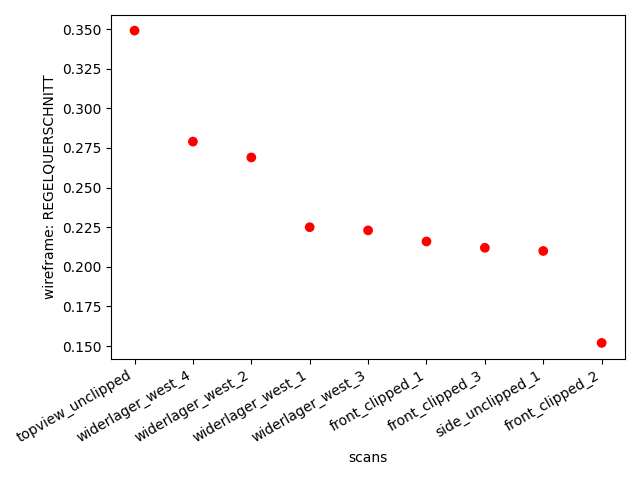 wireframe: REGELQUERSCHNITT
0.350
0.325
0.300
0.275
0.250
0.225
0.200
0.175
0.150
topview_unclipped
widerlager_west_4
widerlager_west_2
widerlager_west_1
widerlager_west_3
front_clipped_1
front_clipped_3
side_unclipped_1
front_clipped_2
scans